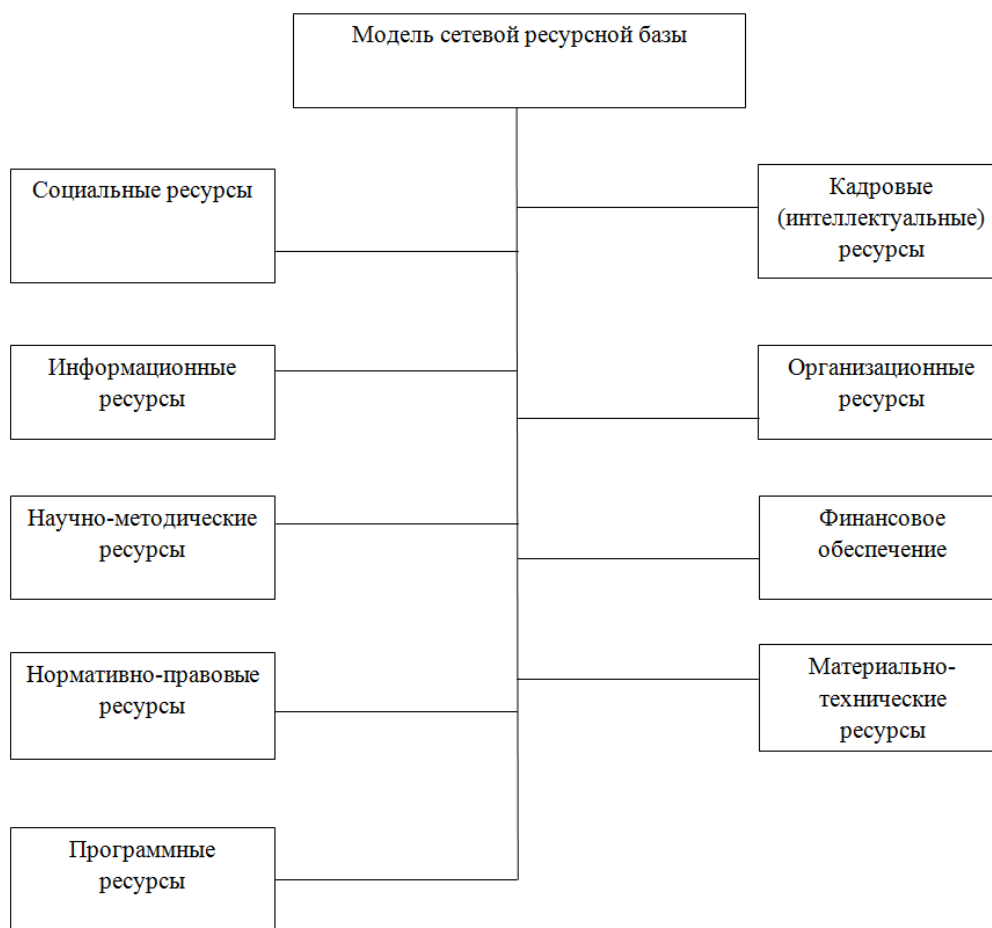 Модель сетевой ресурсной базы
Социальные ресурсы
Кадровые
(интеллектуальные)
ресурсы
Информационные
ресурсы
Организационные
ресурсы
Научно-методические
ресурсы
Финансовое
обеспечение
Нормативно-правовые
ресурсы
Материально-
технические
ресурсы
Программные
ресурсы